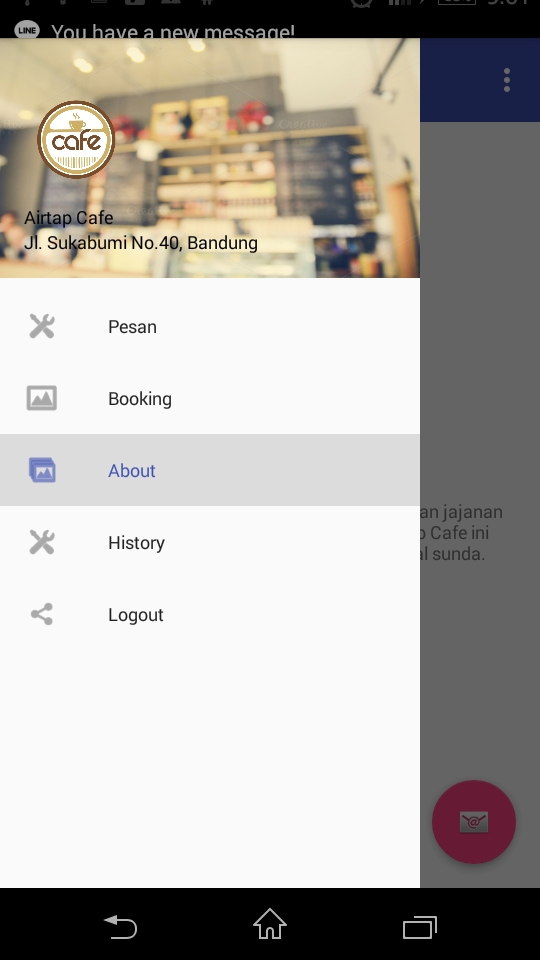 LINE
You have a new message!
cafe
Airtap Cafe
Jl. Sukabumi No.40, Bandung
Pesan
Booking
About
History
Logout
an jajanan
Cafe ini
sunda.
@